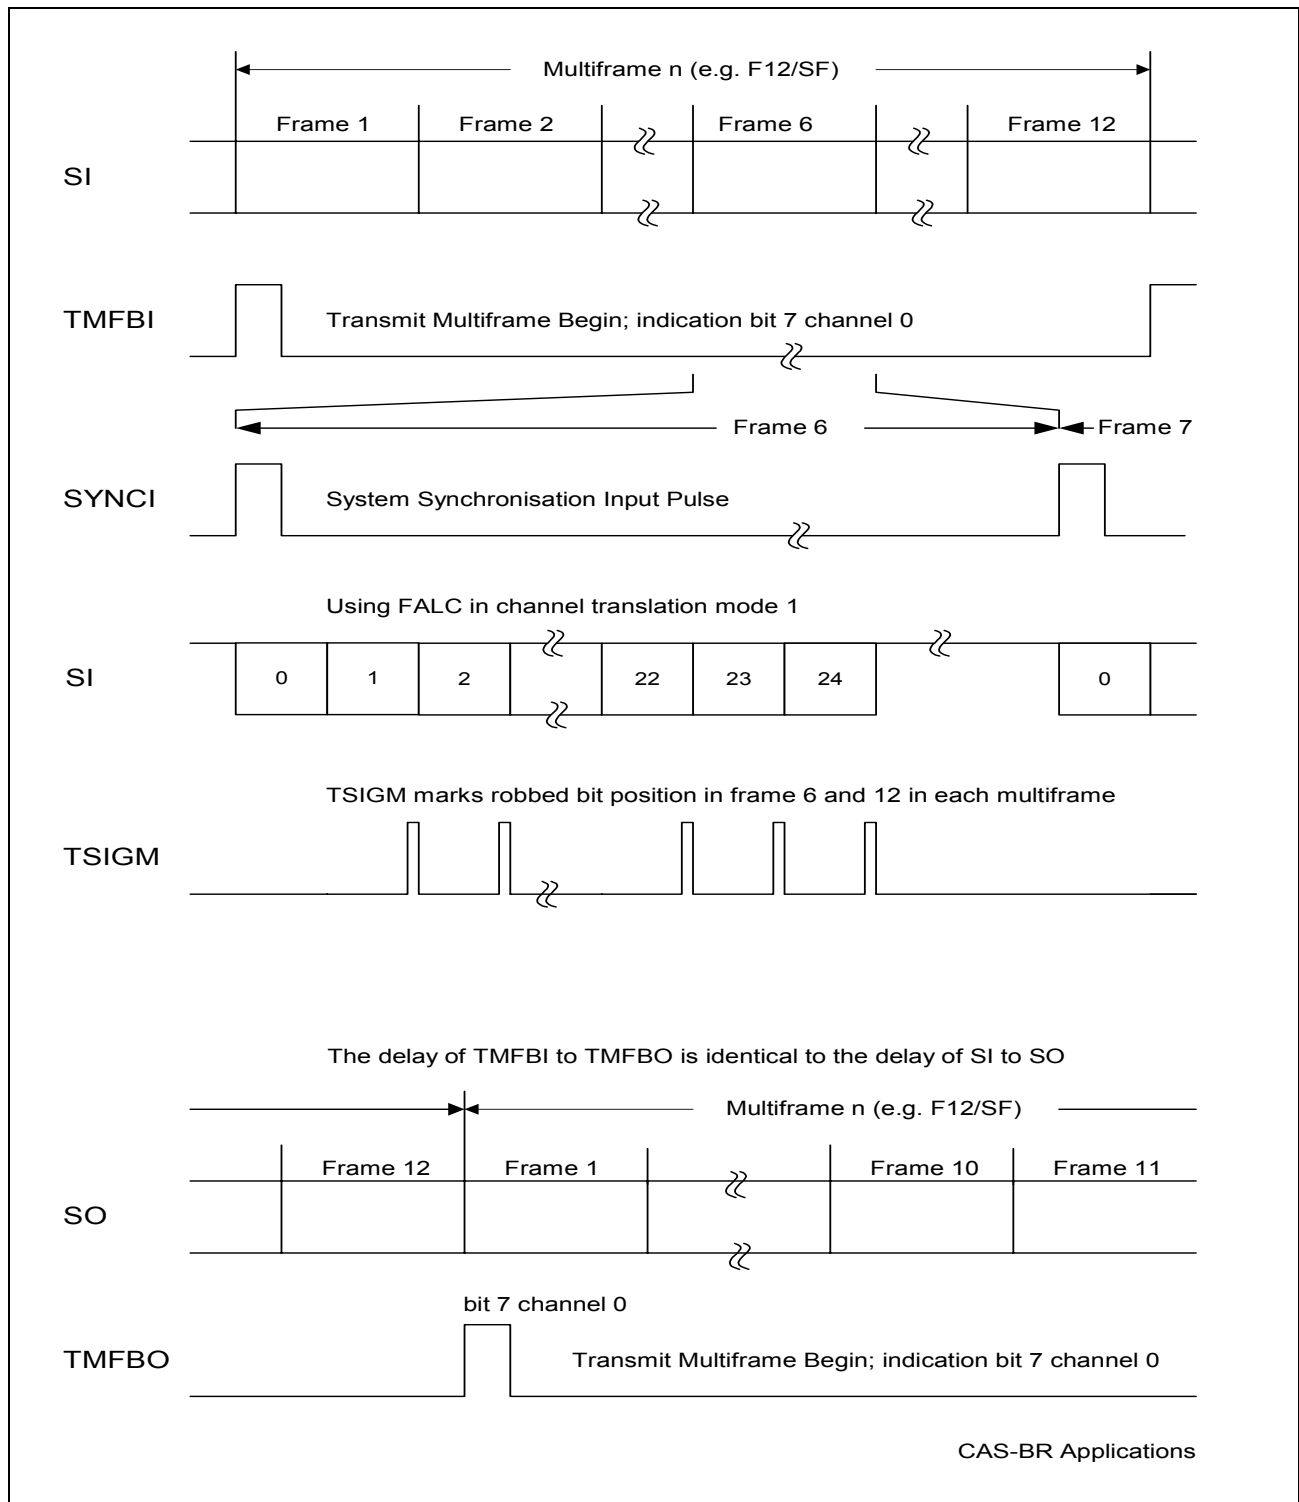 Multiframe n (e.g. F12/SF)
Frame 1 Frame 2 Frame 6 Frame 12
SI
TMFBI Transmit Multiframe Begin; indication bit 7 channel 0
Frame 6 Frame 7
SYNCI System Synchronisation Input Pulse
Using FALC in channel translation mode 1
SI 0 1 2 22 23 24 0
TSIGM marks robbed bit position in frame 6 and 12 in each multiframe
TSIGM
The delay of TMFBI to TMFBO is identical to the delay of SI to SO
Multiframe n (e.g. F12/SF)
Frame 12 Frame 1 Frame 10 Frame 11
SO
bit 7 channel 0
TMFBO Transmit Multiframe Begin; indication bit 7 channel 0
CAS-BR Applications